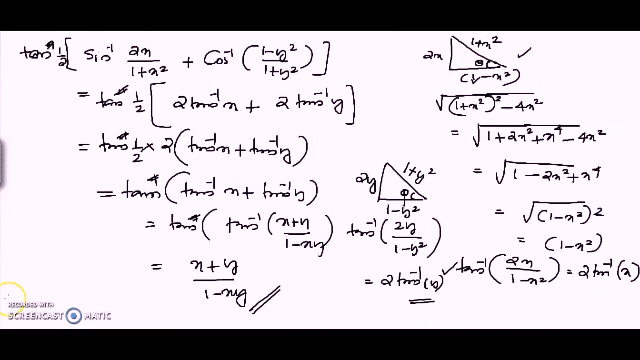 tan 1/2 [ Sin⁻¹ 2x/1+x² + Cos⁻¹ (1-y²/1+y²) ]
= tan 1/2 [ 2tan⁻¹x + 2tan⁻¹y ]
= tan 1/2 × 2 (tan⁻¹x + tan⁻¹y)
= tan (tan⁻¹x + tan⁻¹y)
= tan ( tan⁻¹ (x+y/1-xy) )
= x+y/1-xy
2y
1+y²
θ
1-y²
tan⁻¹ (2y/1-y²)
= 2tan⁻¹(y)
2x
1+x²
θ
(1-x²)
√(1+x²)² - 4x²
= √1+2x²+x⁴-4x²
= √1-2x²+x⁴
= √(1-x²)2
= (1-x²)
tan⁻¹ (2x/1-x²) = 2tan⁻¹(x)
RECORDED WITH
SCREENCAST MATIC